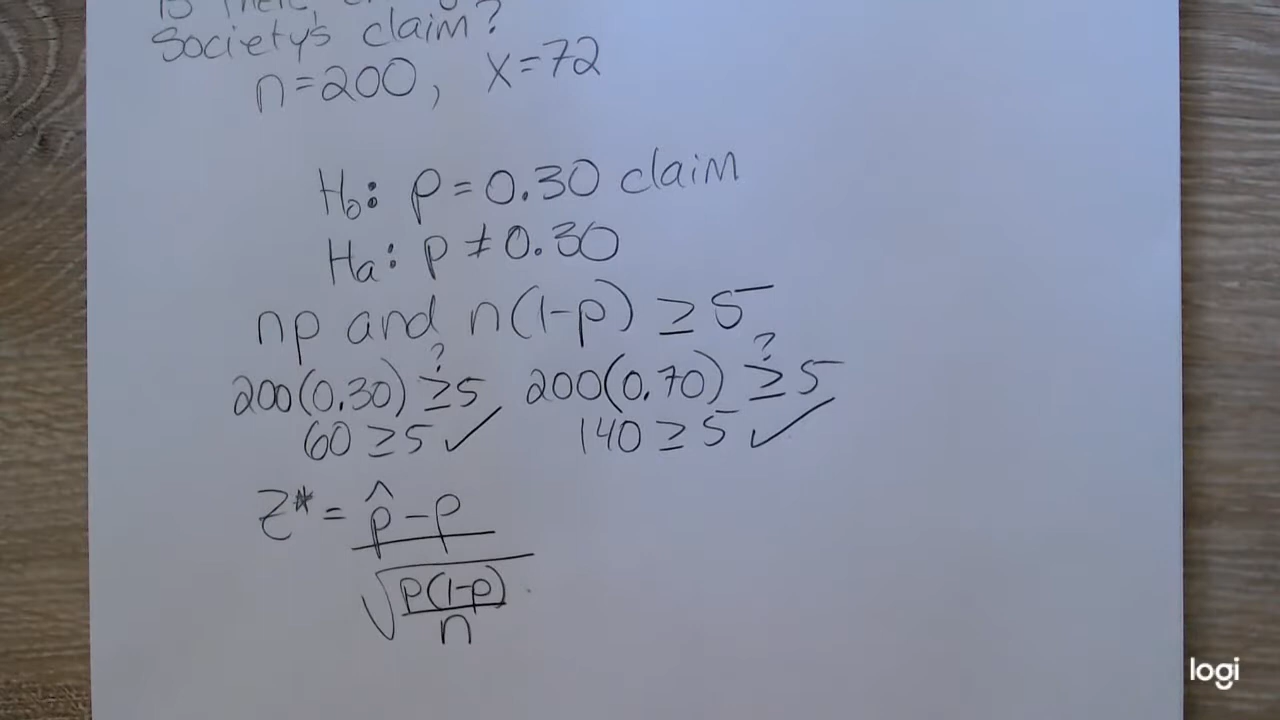 Society's claim?
n=200, x=72
H₀: p=0.30 claim
Hₐ: p≠0.30
np and n(1-p) ≥5
200(0.30) ≥? 5 200(0.70) ≥? 5
60≥5 ✓ 140≥5 ✓
Z* = p̂-p
√p(1-p)
n
logi